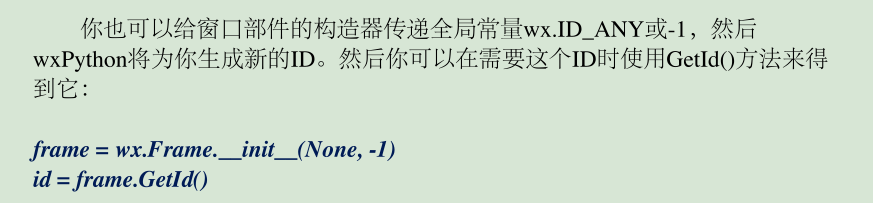 你也可以给窗口部件的构造器传递全局常量wx.ID_ANY或-1，然后
wxPython将为你生成新的ID。然后你可以在需要这个ID时使用GetId()方法来得
到它：
frame = wx.Frame.__init__(None, -1)
id = frame.GetId()